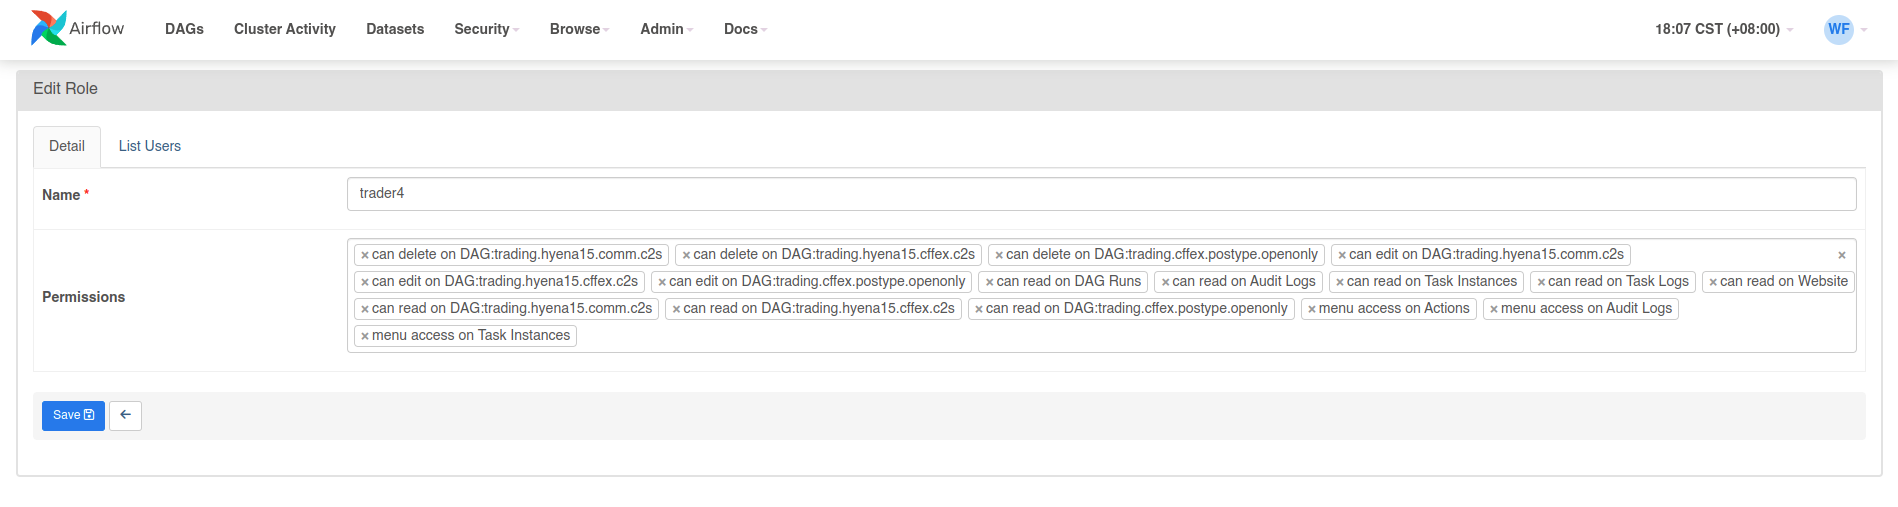 Airflow DAGs Cluster Activity Datasets Security Browse Admin Docs 18:07 CST (+08:00) WF
Edit Role
Detail List Users
Name * trader4
× can delete on DAG:trading.hyena15.comm.c2s × can delete on DAG:trading.hyena15.cffex.c2s × can delete on DAG:trading.cffex.postype.openonly × can edit on DAG:trading.hyena15.comm.c2s ×
× can edit on DAG:trading.hyena15.cffex.c2s × can edit on DAG:trading.cffex.postype.openonly × can read on DAG Runs × can read on Audit Logs × can read on Task Instances × can read on Task Logs × can read on Website
Permissions
× can read on DAG:trading.hyena15.comm.c2s × can read on DAG:trading.hyena15.cffex.c2s × can read on DAG:trading.cffex.postype.openonly × menu access on Actions × menu access on Audit Logs
× menu access on Task Instances
Save